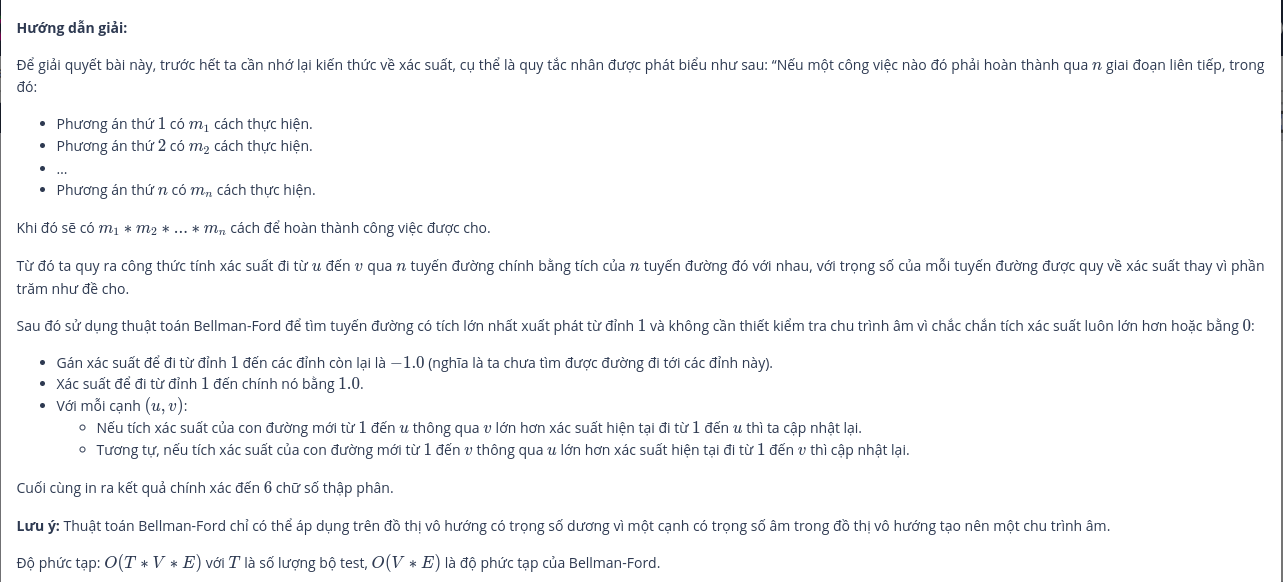 Hướng dẫn giải:
Để giải quyết bài này, trước hết ta cần nhớ lại kiến thức về xác suất, cụ thể là quy tắc nhân được phát biểu như sau: “Nếu một công việc nào đó phải hoàn thành qua n giai đoạn liên tiếp, trong
đó:
• Phương án thứ 1 có m₁ cách thực hiện.
• Phương án thứ 2 có m₂ cách thực hiện.
• ...
• Phương án thứ n có mₙ cách thực hiện.
Khi đó sẽ có m₁ * m₂ * ... * mₙ cách để hoàn thành công việc được cho.
Từ đó ta quy ra công thức tính xác suất đi từ u đến v qua n tuyến đường chính bằng tích của n tuyến đường đó với nhau, với trọng số của mỗi tuyến đường được quy về xác suất thay vì phần
trăm như đề cho.
Sau đó sử dụng thuật toán Bellman-Ford để tìm tuyến đường có tích lớn nhất xuất phát từ đỉnh 1 và không cần thiết kiểm tra chu trình âm vì chắc chắn tích xác suất luôn lớn hơn hoặc bằng 0:
• Gán xác suất để đi từ đỉnh 1 đến các đỉnh còn lại là −1.0 (nghĩa là ta chưa tìm được đường đi tới các đỉnh này).
• Xác suất để đi từ đỉnh 1 đến chính nó bằng 1.0.
• Với mỗi cạnh (u, v):
◦ Nếu tích xác suất của con đường mới từ 1 đến u thông qua v lớn hơn xác suất hiện tại đi từ 1 đến u thì ta cập nhật lại.
◦ Tương tự, nếu tích xác suất của con đường mới từ 1 đến v thông qua u lớn hơn xác suất hiện tại đi từ 1 đến v thì cập nhật lại.
Cuối cùng in ra kết quả chính xác đến 6 chữ số thập phân.
Lưu ý: Thuật toán Bellman-Ford chỉ có thể áp dụng trên đồ thị vô hướng có trọng số dương vì một cạnh có trọng số âm trong đồ thị vô hướng tạo nên một chu trình âm.
Độ phức tạp: O(T * V * E) với T là số lượng bộ test, O(V * E) là độ phức tạp của Bellman-Ford.